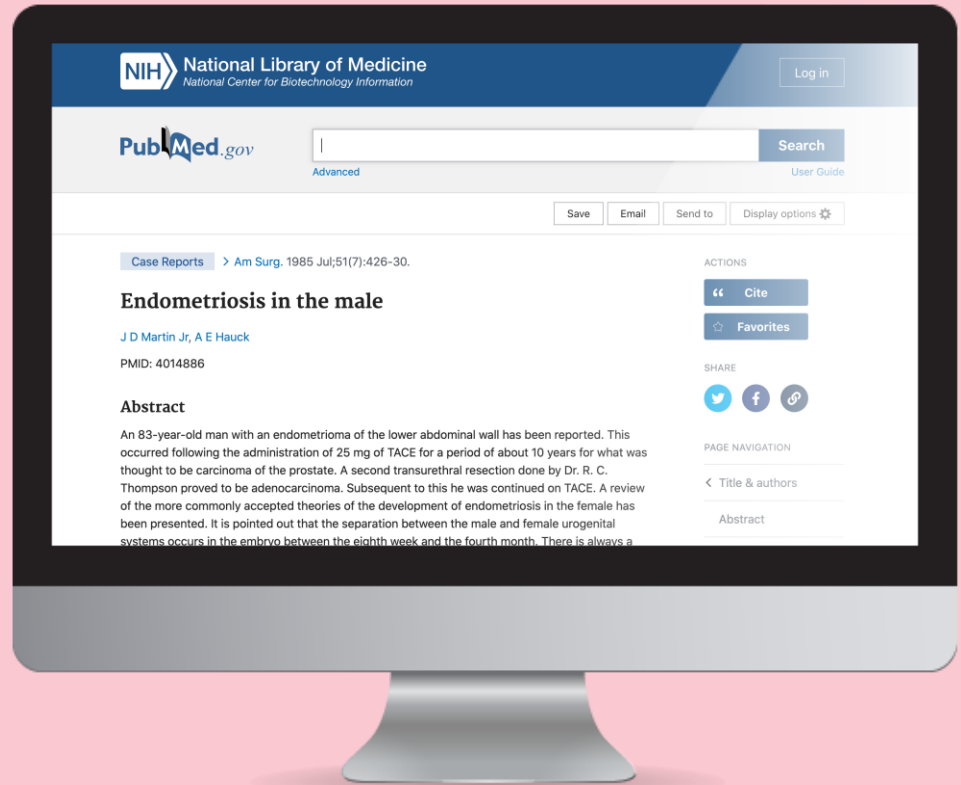 NIH National Library of Medicine
National Center for Biotechnology Information
Log in
PubMed.gov
Search
Advanced
User Guide
Save
Email
Send to
Display options
Case Reports > Am Surg. 1985 Jul;51(7):426-30.
Endometriosis in the male
J D Martin Jr, A E Hauck
PMID: 4014886
Abstract
An 83-year-old man with an endometrioma of the lower abdominal wall has been reported. This
occurred following the administration of 25 mg of TACE for a period of about 10 years for what was
thought to be carcinoma of the prostate. A second transurethral resection done by Dr. R. C.
Thompson proved to be adenocarcinoma. Subsequent to this he was continued on TACE. A review
of the more commonly accepted theories of the development of endometriosis in the female has
been presented. It is pointed out that the separation between the male and female urogenital
systems occurs in the embryo between the eighth week and the fourth month. There is always a
ACTIONS
Cite
Favorites
SHARE
PAGE NAVIGATION
< Title & authors
Abstract